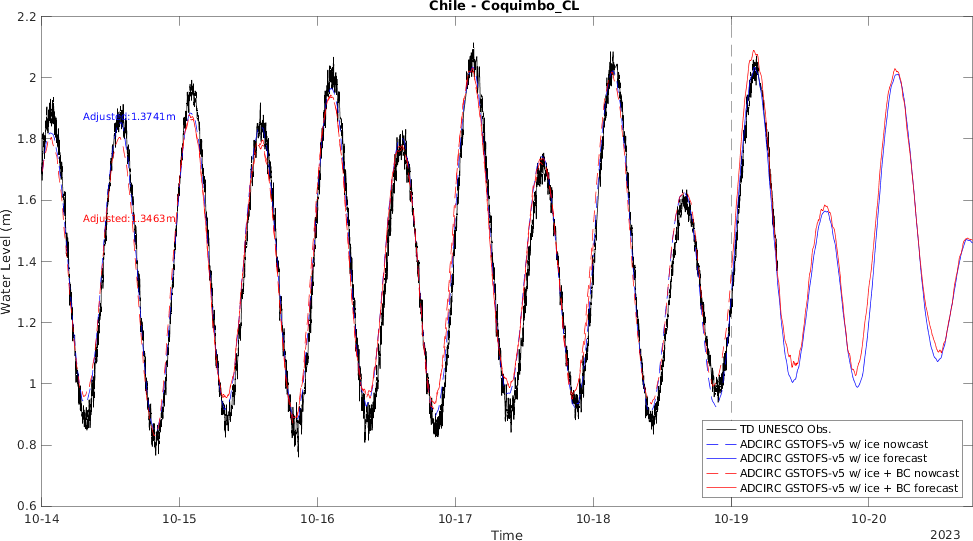 Chile - Coquimbo_CL
2.2
2
1.8
1.6
1.4
1.2
1
0.8
0.6
Water Level (m)
Adjusted:1.3741m
Adjusted:1.3463m
TD UNESCO Obs.
ADCIRC GSTOFS-v5 w/ ice nowcast
ADCIRC GSTOFS-v5 w/ ice forecast
ADCIRC GSTOFS-v5 w/ ice + BC nowcast
ADCIRC GSTOFS-v5 w/ ice + BC forecast
10-14 10-15 10-16 10-17 10-18 10-19 10-20
Time
2023